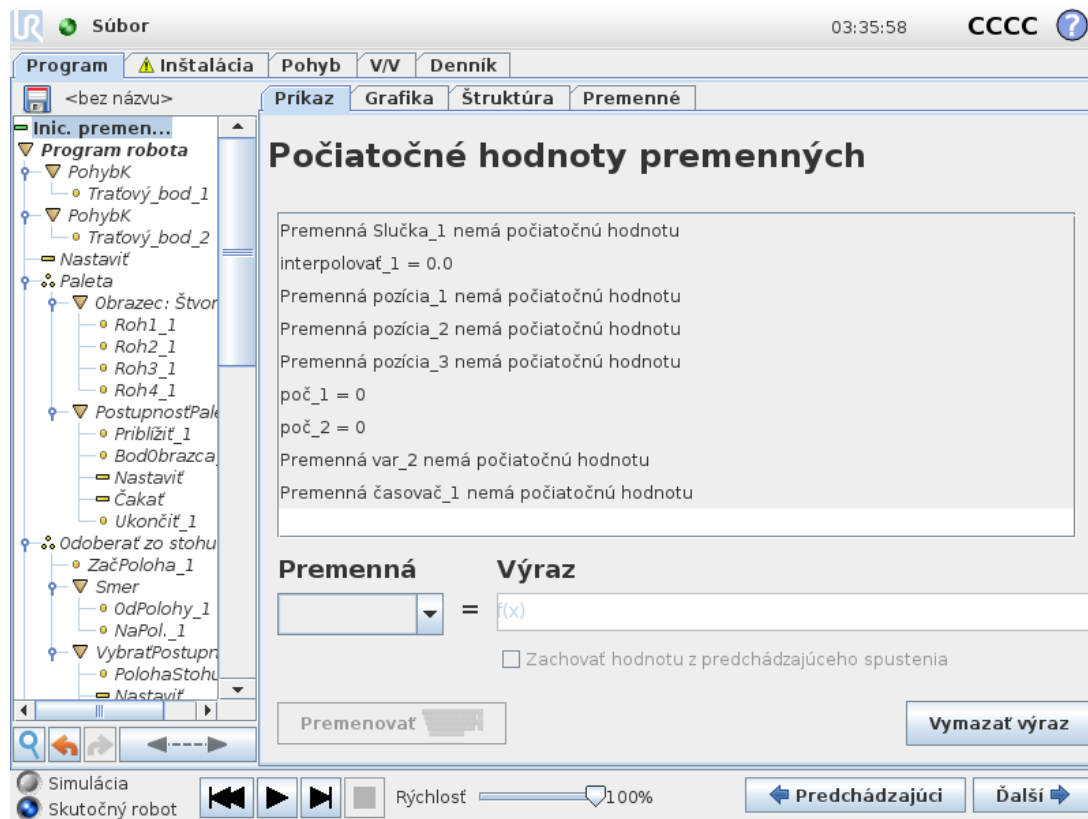 Súbor 03:35:58 CCCC ?
Program Inštalácia Pohyb V/V Denník
<bez názvu> Príkaz Grafika Štruktúra Premenné
Inic. premen...
Program robota
PohybK
Traťový_bod_1
PohybK
Traťový_bod_2
Nastaviť
Paleta
Obrazec: Štvor
Roh1_1
Roh2_1
Roh3_1
Roh4_1
PostupnosťPale
Priblížiť_1
BodObrazca_
Nastaviť
Čakať
Ukončiť_1
Odoberať zo stohu
ZačPoloha_1
Smer
OdPolohy_1
NaPol._1
VybraťPostupn
PolohaStohu
Nastaviť
Počiatočné hodnoty premenných
Premenná Slučka_1 nemá počiatočnú hodnotu
interpolovať_1 = 0.0
Premenná pozícia_1 nemá počiatočnú hodnotu
Premenná pozícia_2 nemá počiatočnú hodnotu
Premenná pozícia_3 nemá počiatočnú hodnotu
poč_1 = 0
poč_2 = 0
Premenná var_2 nemá počiatočnú hodnotu
Premenná časovač_1 nemá počiatočnú hodnotu
Premenná Výraz
= f(x)
Zachovať hodnotu z predchádzajúceho spustenia
Premenovať
Vymazať výraz
Simulácia
Skutočný robot
Rýchlosť 100%
Predchádzajúci Ďalší